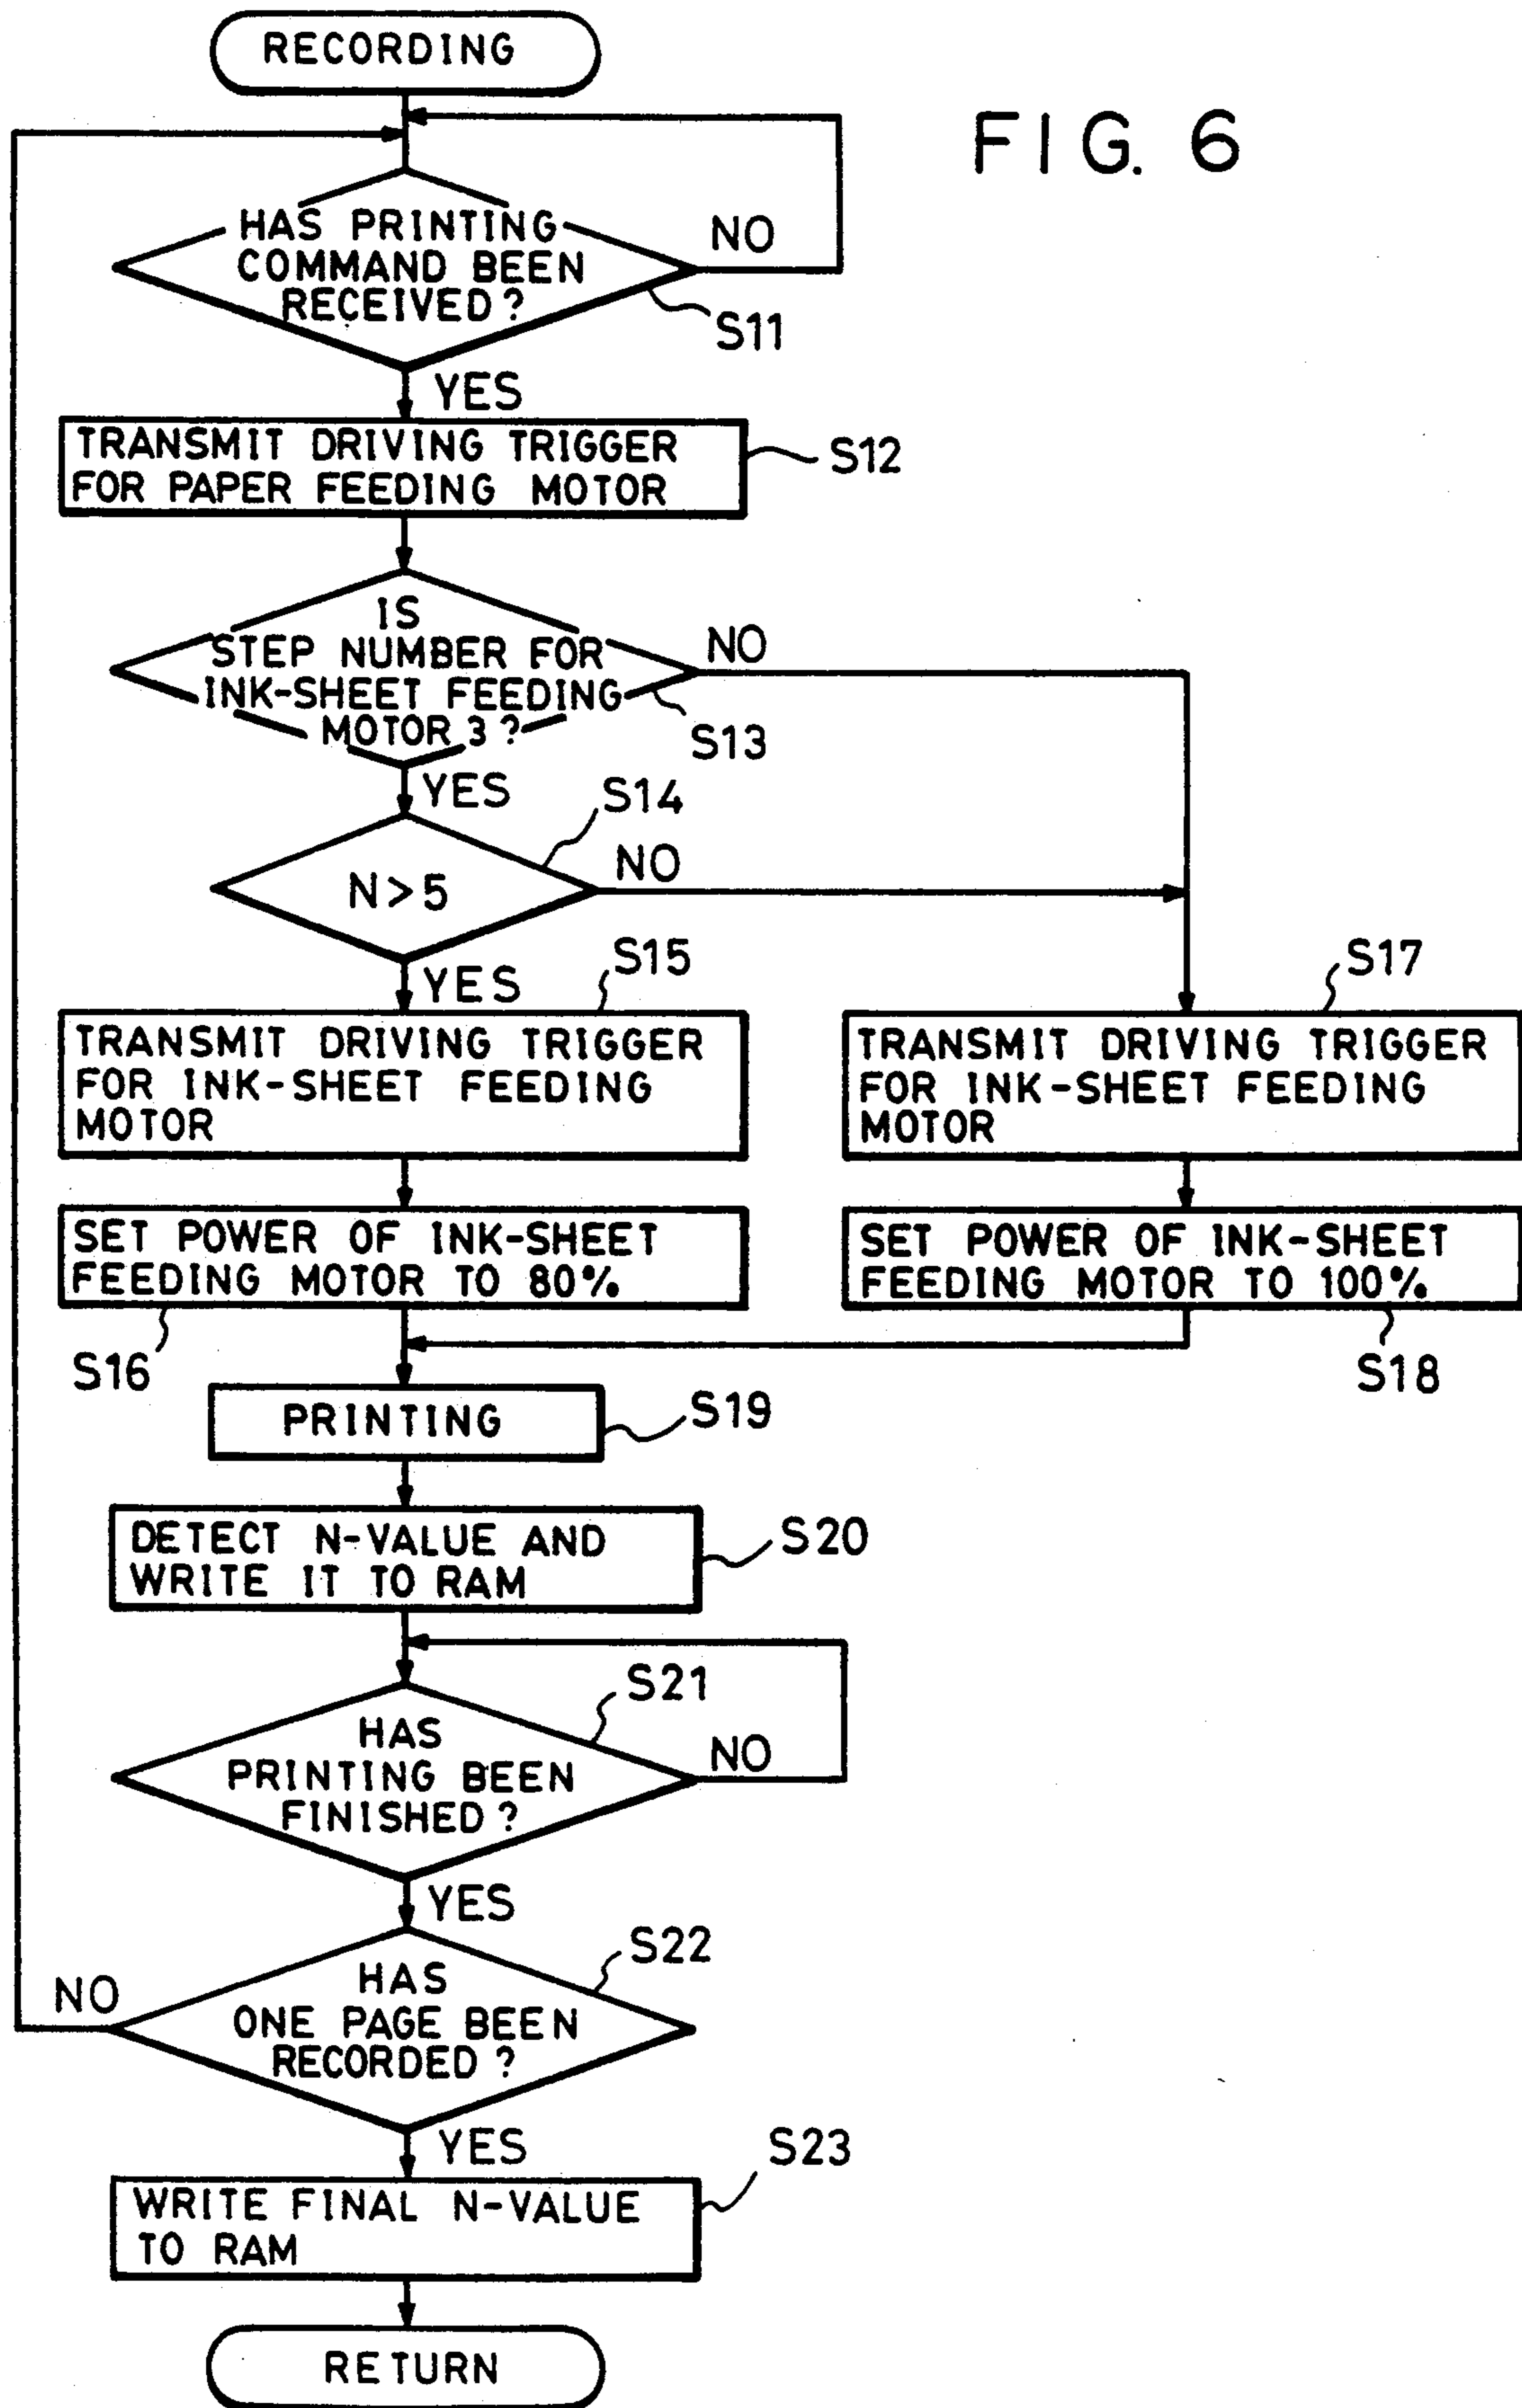 RECORDING
FIG. 6
HAS PRINTING
COMMAND BEEN
RECEIVED?
NO
S11
YES
TRANSMIT DRIVING TRIGGER
FOR PAPER FEEDING MOTOR
S12
IS
STEP NUMBER FOR
INK-SHEET FEEDING
MOTOR 3?
NO
S13
YES
S14
N>5
NO
YES
S15
S17
TRANSMIT DRIVING TRIGGER
FOR INK-SHEET FEEDING
MOTOR
TRANSMIT DRIVING TRIGGER
FOR INK-SHEET FEEDING
MOTOR
SET POWER OF INK-SHEET
FEEDING MOTOR TO 80%
SET POWER OF INK-SHEET
FEEDING MOTOR TO 100%
S16
S18
PRINTING
S19
DETECT N-VALUE AND
WRITE IT TO RAM
S20
S21
HAS
PRINTING BEEN
FINISHED?
NO
YES
S22
HAS
ONE PAGE BEEN
RECORDED?
NO
YES
S23
WRITE FINAL N-VALUE
TO RAM
RETURN